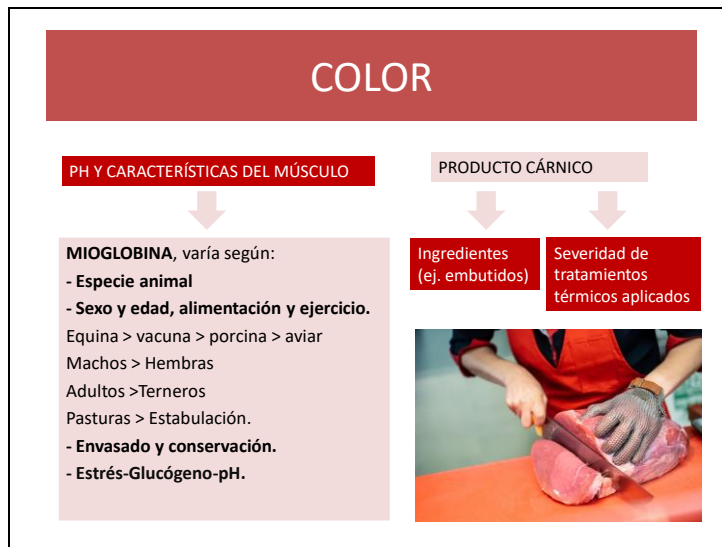 COLOR
PH Y CARACTERÍSTICAS DEL MÚSCULO
MIOGLOBINA, varía según:
- Especie animal
- Sexo y edad, alimentación y ejercicio.
Equina > vacuna > porcina > aviar
Machos > Hembras
Adultos >Terneros
Pasturas > Estabulación.
- Envasado y conservación.
- Estrés-Glucógeno-pH.
PRODUCTO CÁRNICO
Ingredientes
(ej. embutidos)
Severidad de
tratamientos
térmicos aplicados